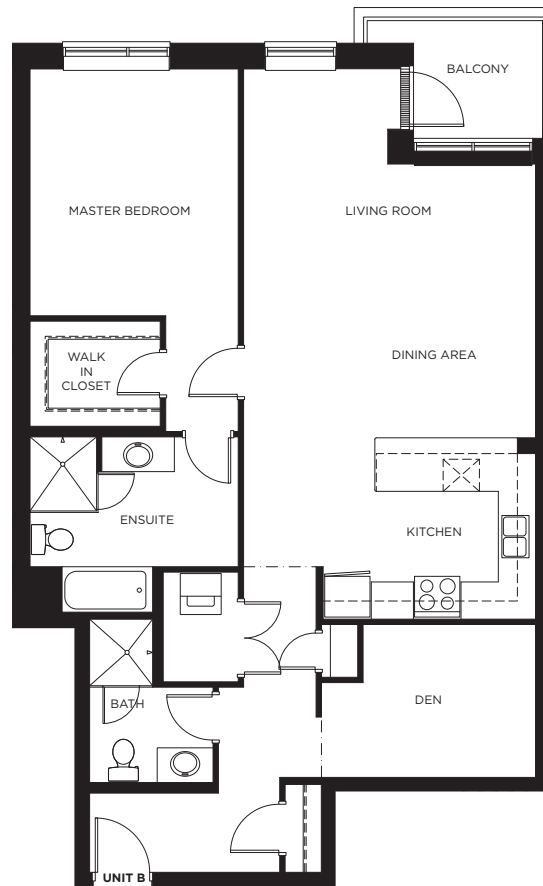 BALCONY
MASTER BEDROOM
LIVING ROOM
WALK
IN
CLOSET
DINING AREA
ENSUITE
KITCHEN
BATH
DEN
UNIT B